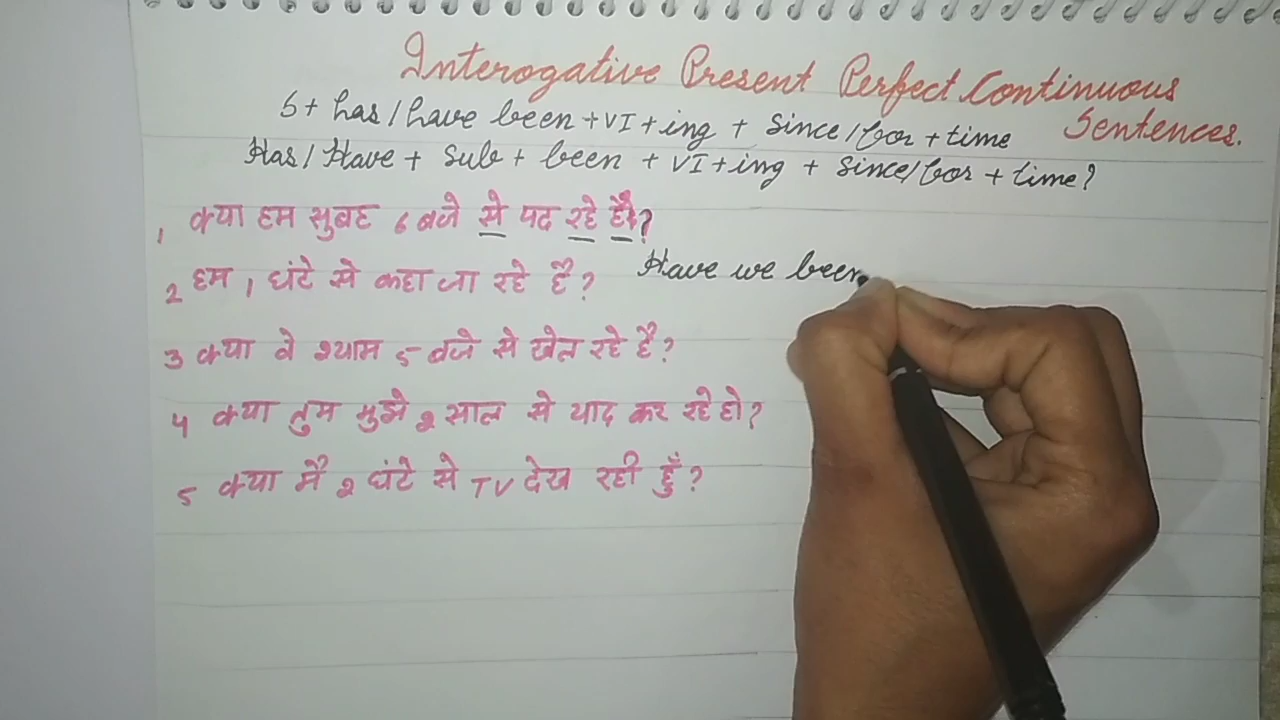 Interogative Present Perfect Continuous Sentences.
S + has / have been + VI + ing + since / for + time
Has / Have + Sub + been + VI + ing + since / for + time?
1 क्या हम सुबह 6 बजे से पढ रहे है?
Have we been
2 हम 1 घंटे से कहा जा रहे है?
3 क्या वे श्याम 5 बजे से खेल रहे है?
4 क्या तुम मुझे 2 साल से याद कर रहे हो?
5 क्या मै 2 घंटे से TV देख रही हुँ?